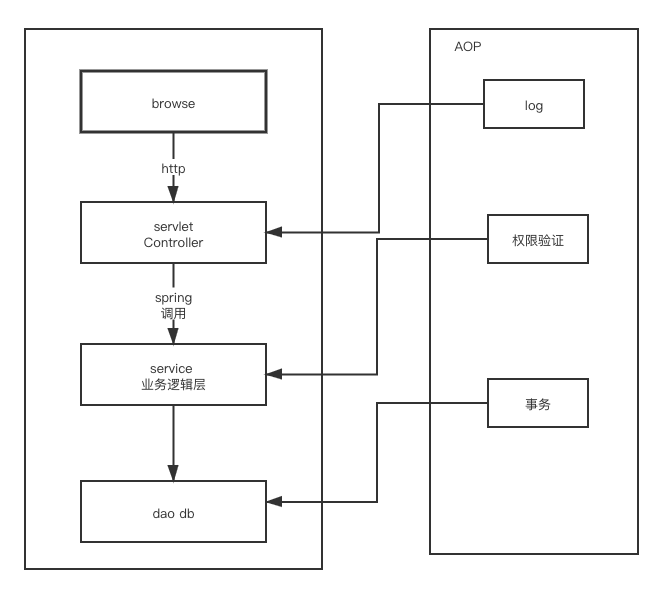 browse
http
servlet
Controller
spring
调用
service
业务逻辑层
dao db
AOP
log
权限验证
事务